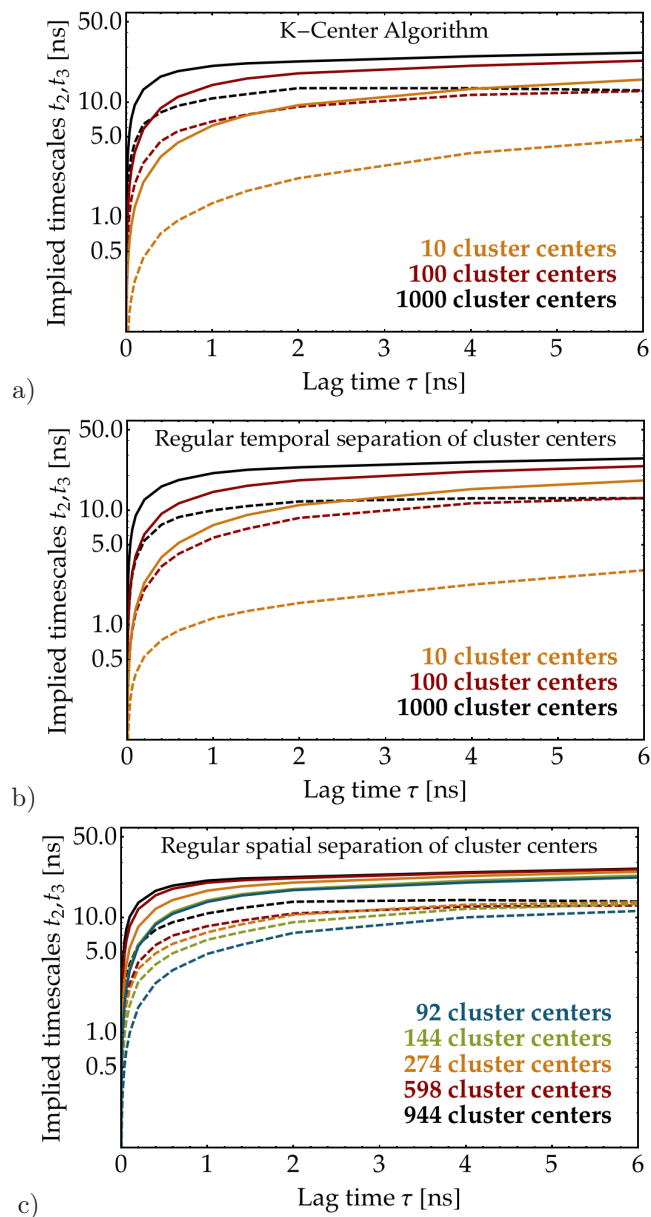 K−Center Algorithm
Implied timescales t2,t3 [ns]
50.0
10.0
5.0
1.0
0.5
10 cluster centers
100 cluster centers
1000 cluster centers
0 1 2 3 4 5 6
Lag time τ [ns]
a)
Regular temporal separation of cluster centers
Implied timescales t2,t3 [ns]
50.0
10.0
5.0
1.0
0.5
10 cluster centers
100 cluster centers
1000 cluster centers
0 1 2 3 4 5 6
Lag time τ [ns]
b)
Regular spatial separation of cluster centers
Implied timescales t2,t3 [ns]
50.0
10.0
5.0
1.0
0.5
92 cluster centers
144 cluster centers
274 cluster centers
598 cluster centers
944 cluster centers
0 1 2 3 4 5 6
Lag time τ [ns]
c)